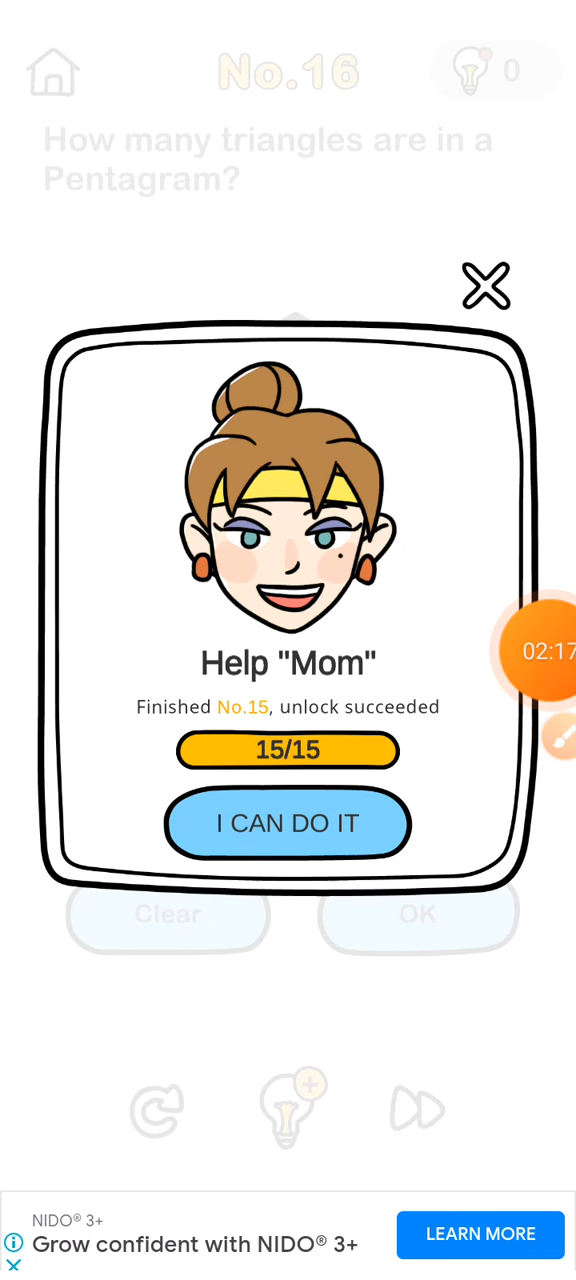 No.16
0
How many triangles are in a
Pentagram?
Help "Mom"
02:17
Finished No.15, unlock succeeded
15/15
I CAN DO IT
Clear
OK
NIDO® 3+
Grow confident with NIDO® 3+
LEARN MORE